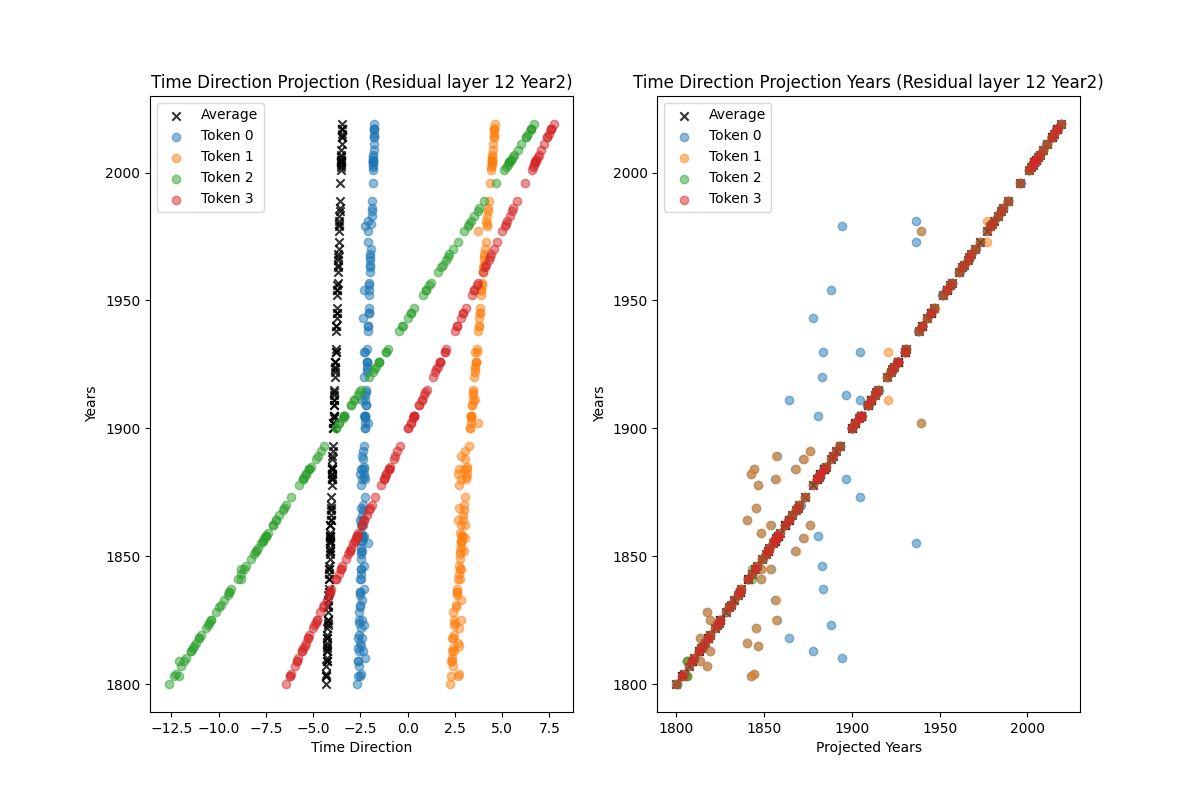 Time Direction Projection (Residual layer 12 Year2)
Average
Token 0
Token 1
Token 2
Token 3
2000
1950
1900
1850
1800
Years
−12.5 −10.0 −7.5 −5.0 −2.5 0.0 2.5 5.0 7.5
Time Direction
Time Direction Projection Years (Residual layer 12 Year2)
Average
Token 0
Token 1
Token 2
Token 3
2000
1950
1900
1850
1800
Years
1800 1850 1900 1950 2000
Projected Years